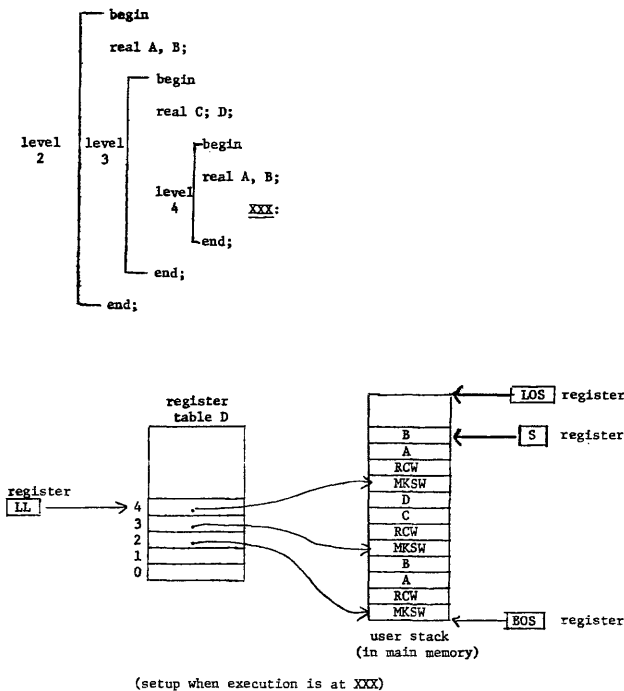 begin
real A, B;
begin
real C; D;
level 2
level 3
begin
real A, B;
level 4
XXX:
end;
end;
end;
register table D
LOS register
B
S register
A
RCW
register
MKSW
LL
4
D
3
C
2
RCW
1
MKSW
0
B
A
RCW
MKSW
BOS register
user stack
(in main memory)
(setup when execution is at XXX)